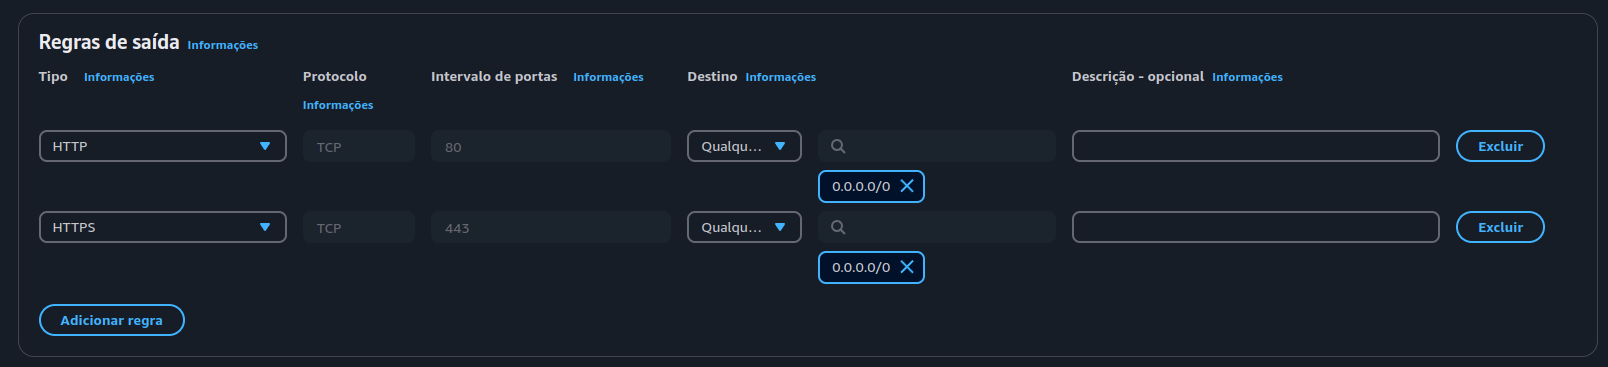 Regras de saída Informações
Tipo Informações Protocolo Informações Intervalo de portas Informações Destino Informações Descrição - opcional Informações
HTTP TCP 80 Qualqu... Excluir
0.0.0.0/0
HTTPS TCP 443 Qualqu... Excluir
0.0.0.0/0
Adicionar regra